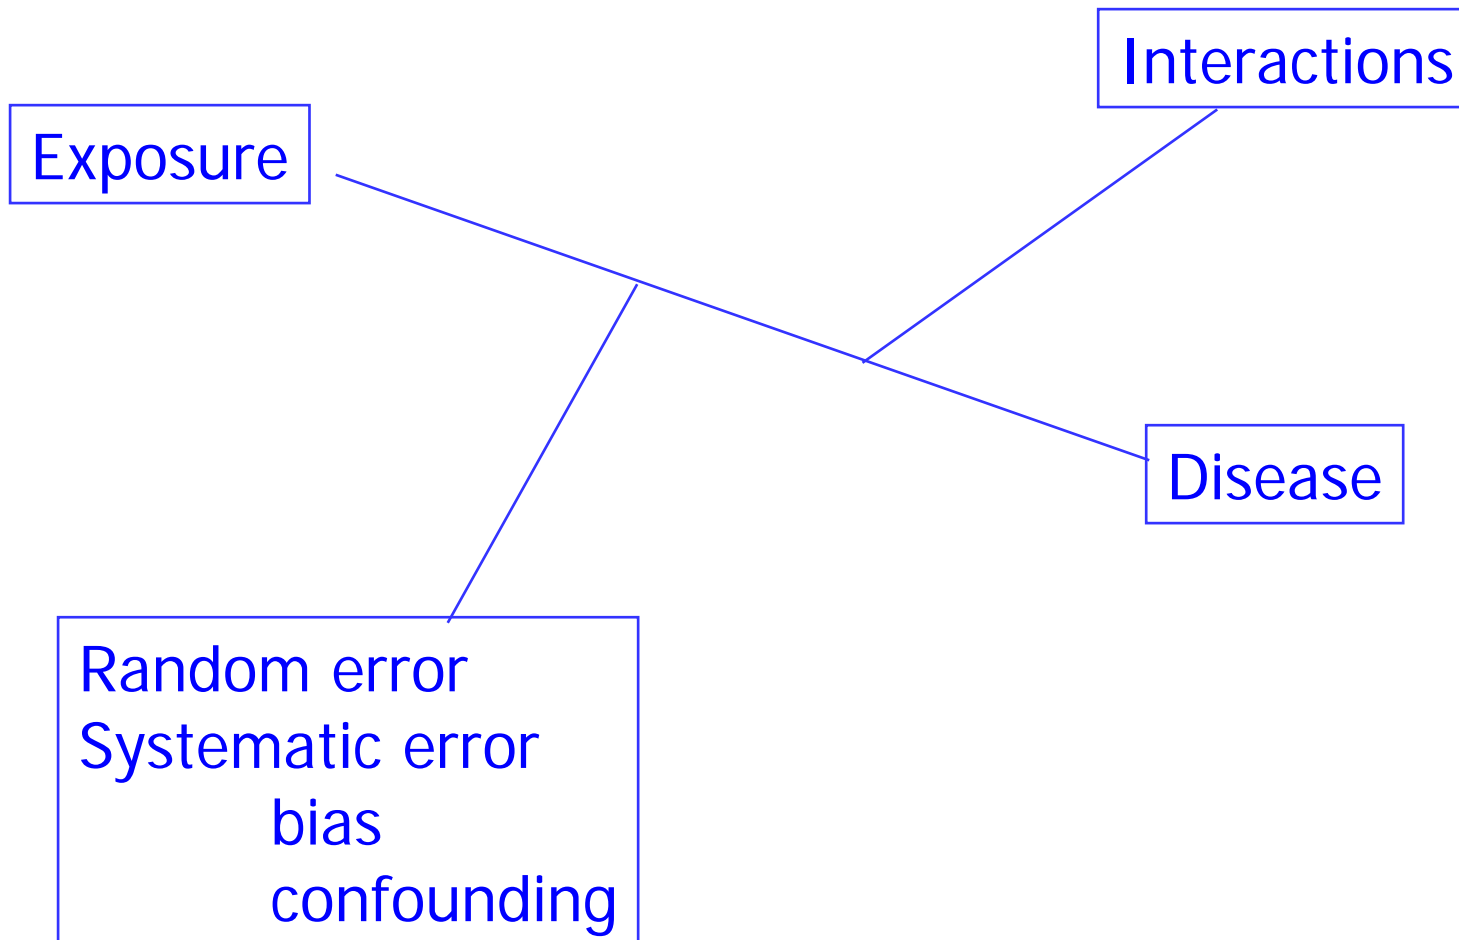 Interactions
Exposure
Disease
Random error
Systematic error
bias
confounding